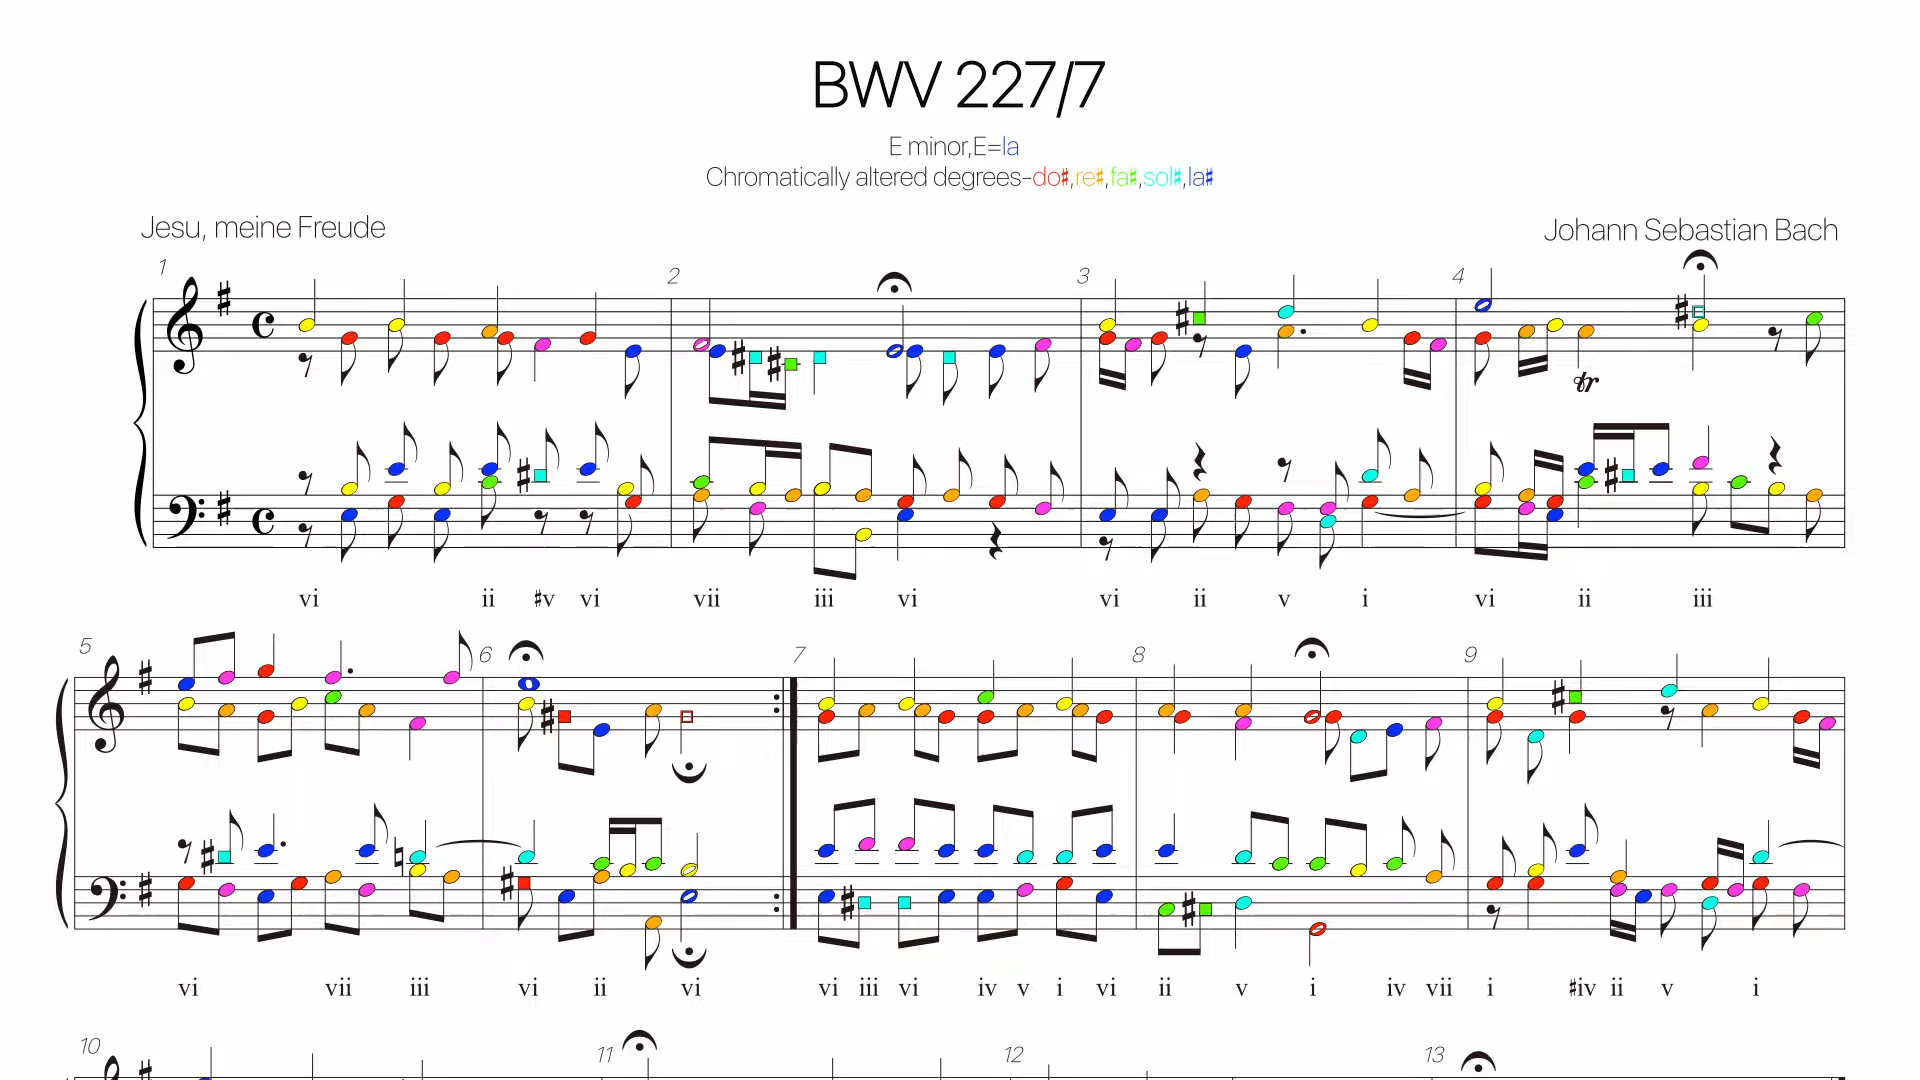 BWV 227/7
E minor,E=la
Chromatically altered degrees-do♯,re♯,fa♯,sol♯,la♯
Jesu, meine Freude
Johann Sebastian Bach
1 2 3 4
tr
vi ii ♯v vi vii iii vi vi ii v i vi ii iii
5 6 7 8 9
vi vii iii vi ii vi vi iii vi iv v i vi ii v i iv vii i ♯iv ii v i
10 11 12 13